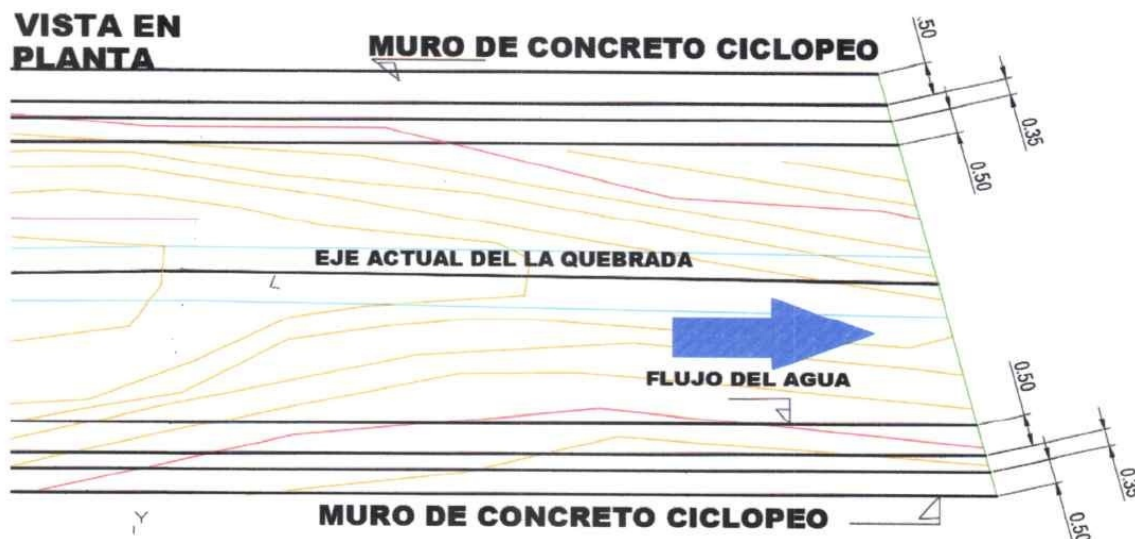 VISTA EN
PLANTA
MURO DE CONCRETO CICLOPEO
.50
0.35
0.50
EJE ACTUAL DEL LA QUEBRADA
FLUJO DEL AGUA
0.50
0.35
0.50
MURO DE CONCRETO CICLOPEO
Y